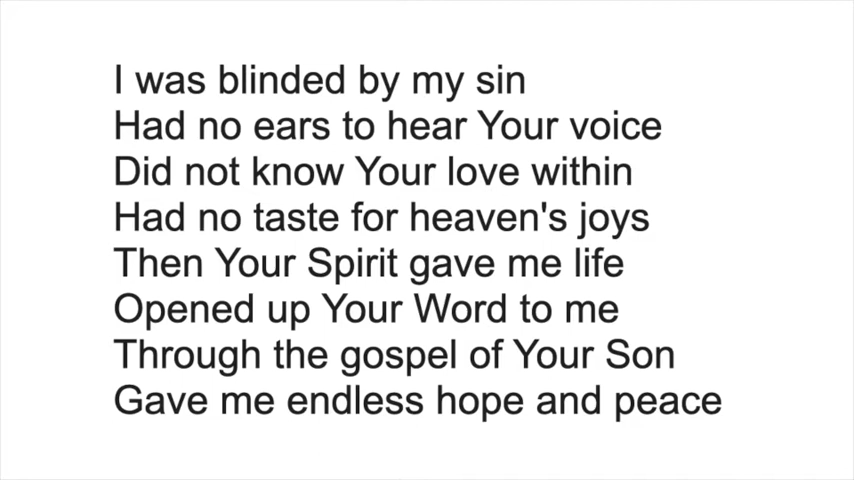 I was blinded by my sin
Had no ears to hear Your voice
Did not know Your love within
Had no taste for heaven's joys
Then Your Spirit gave me life
Opened up Your Word to me
Through the gospel of Your Son
Gave me endless hope and peace